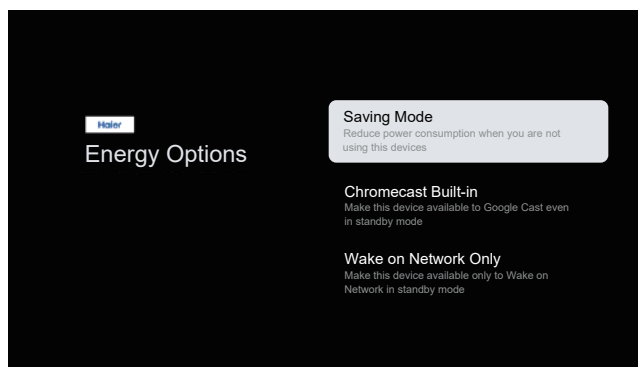 Haier
Energy Options
Saving Mode
Reduce power consumption when you are not
using this devices
Chromecast Built-in
Make this device available to Google Cast even
in standby mode
Wake on Network Only
Make this device available only to Wake on
Network in standby mode